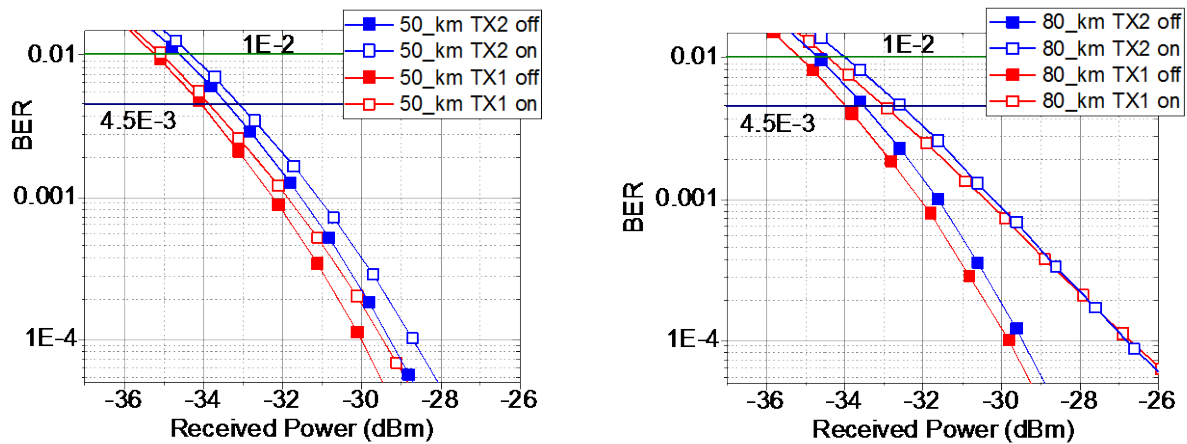 50_km TX2 off
50_km TX2 on
50_km TX1 off
50_km TX1 on
1E-2
4.5E-3
0.01
0.001
1E-4
BER
-36 -34 -32 -30 -28 -26
Received Power (dBm)
80_km TX2 off
80_km TX2 on
80_km TX1 off
80_km TX1 on
1E-2
4.5E-3
0.01
0.001
1E-4
BER
-36 -34 -32 -30 -28 -26
Received Power (dBm)